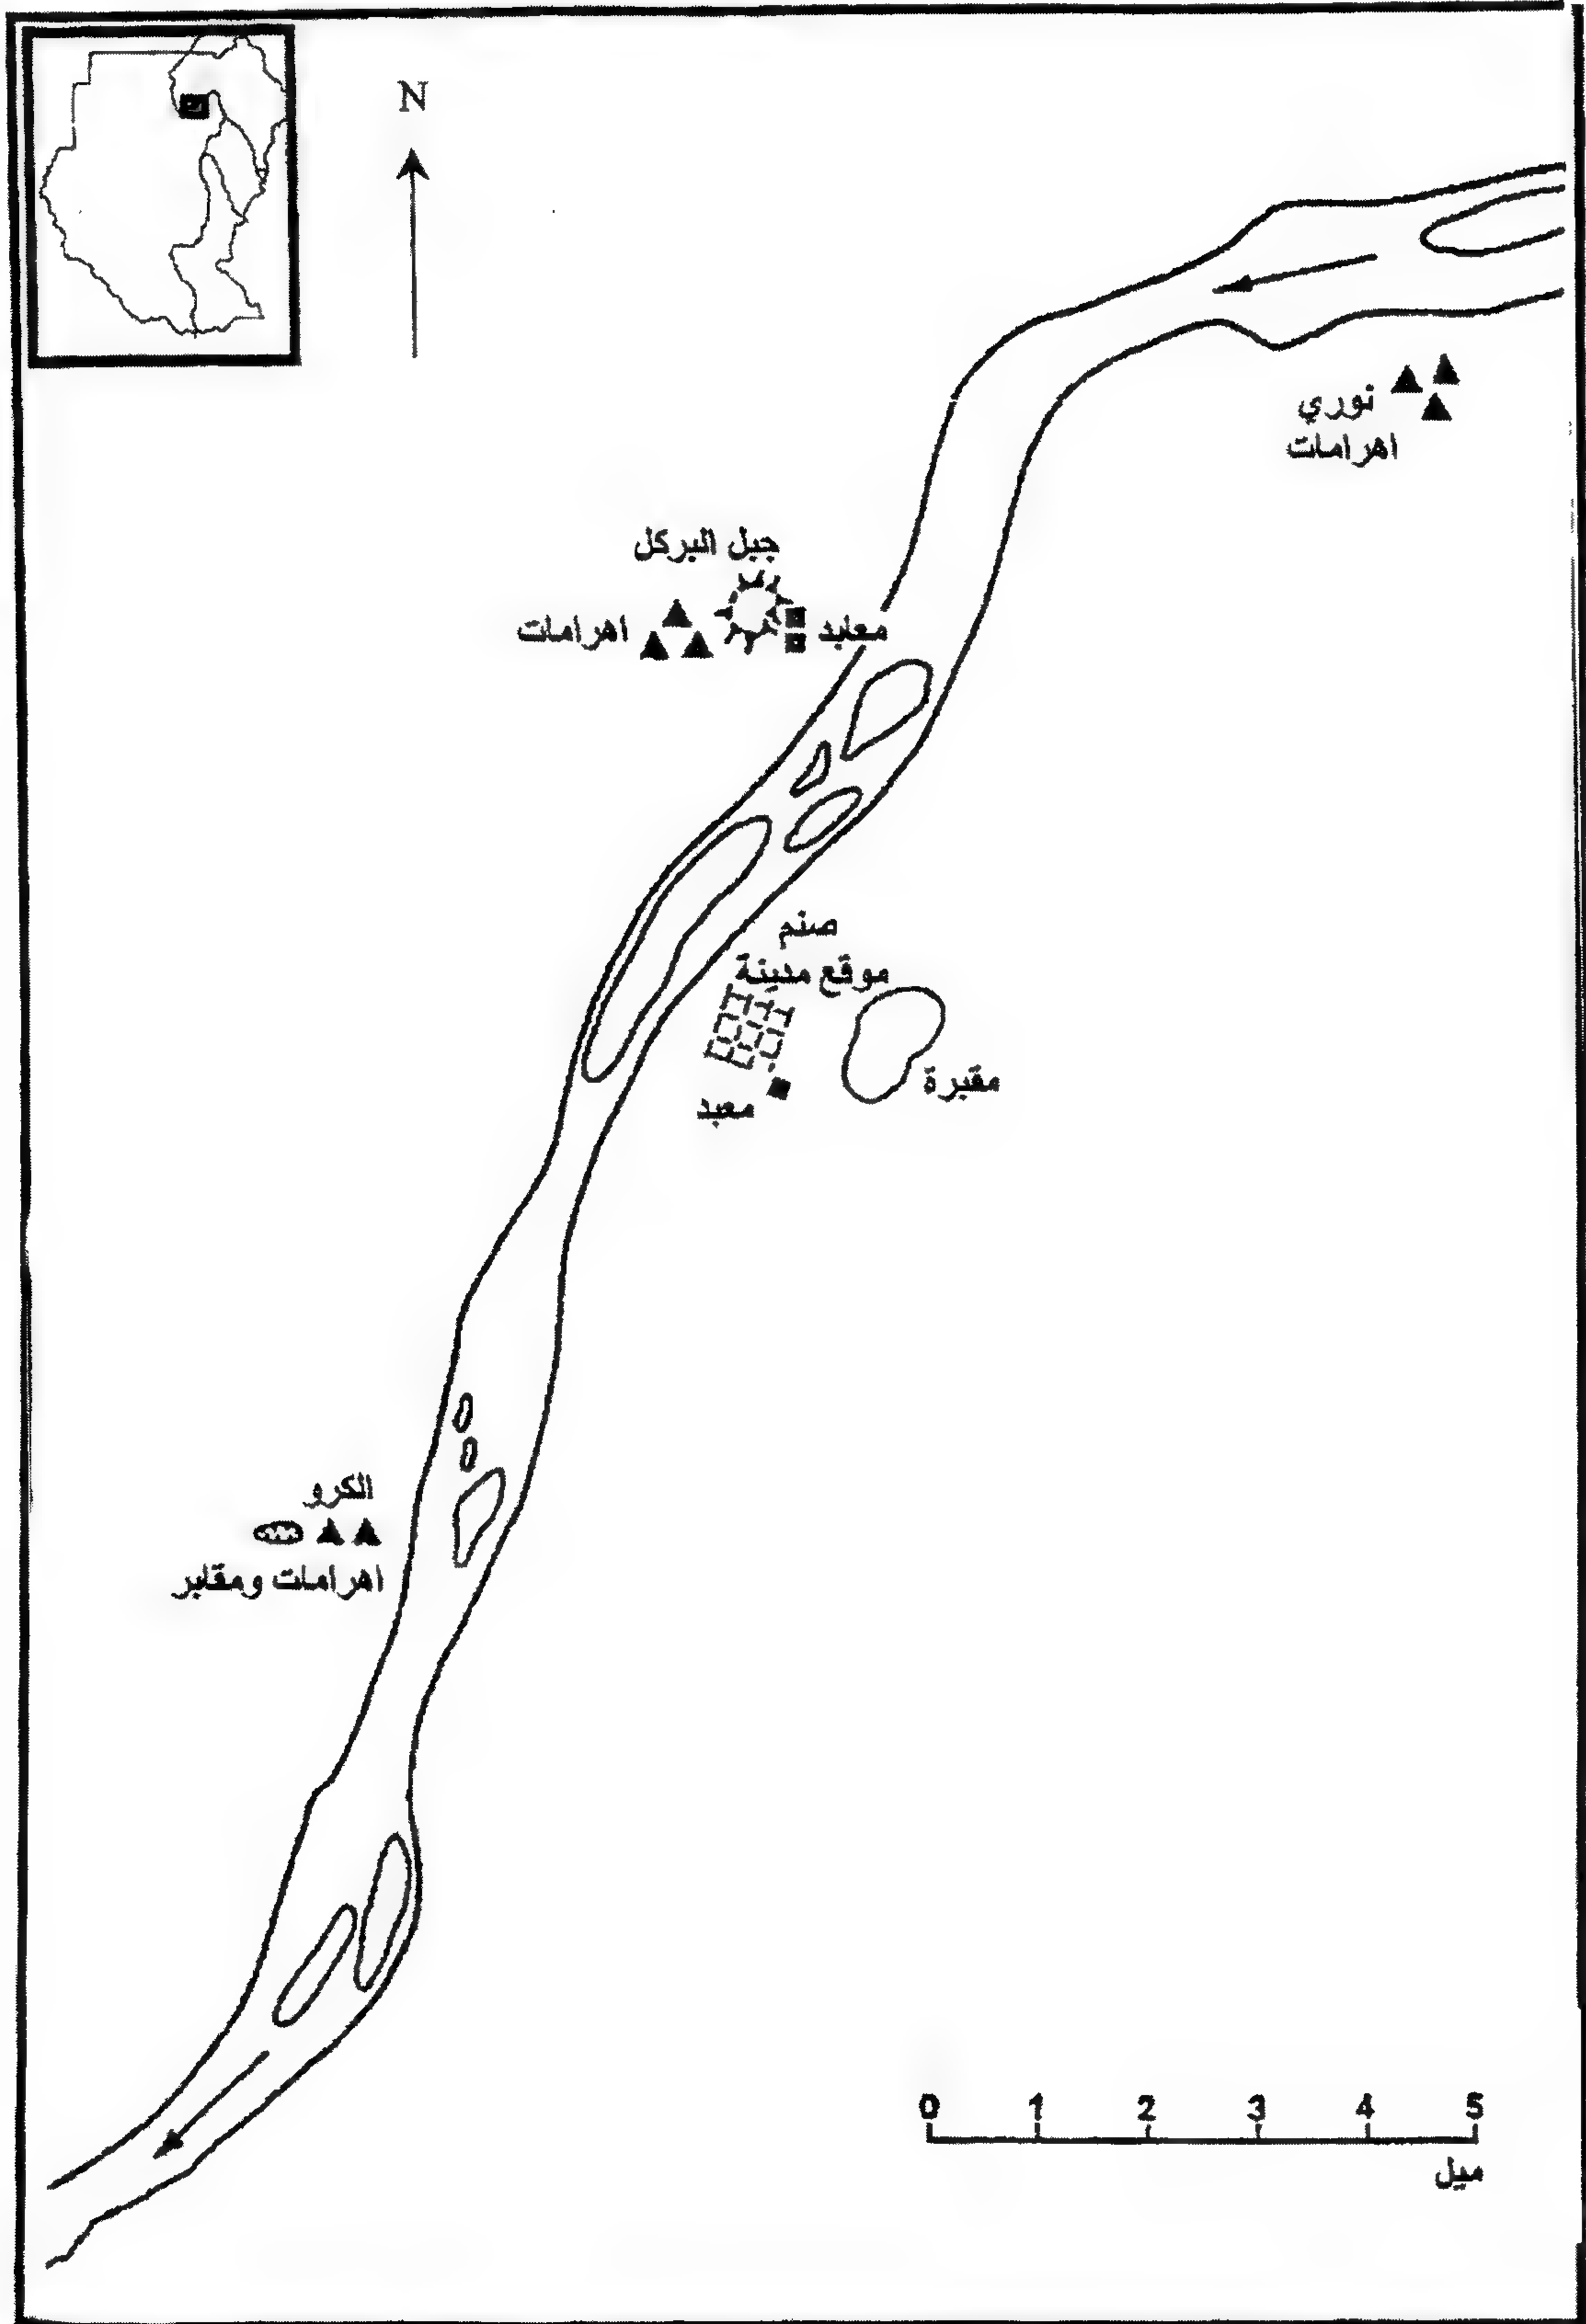 N
نوري
اهرامات
جبل البركل
اهرامات
معابد
صنم
موقع مدينة
مقبرة
معبد
الكرو
اهرامات ومقابر
0 1 2 3 4 5
ميل